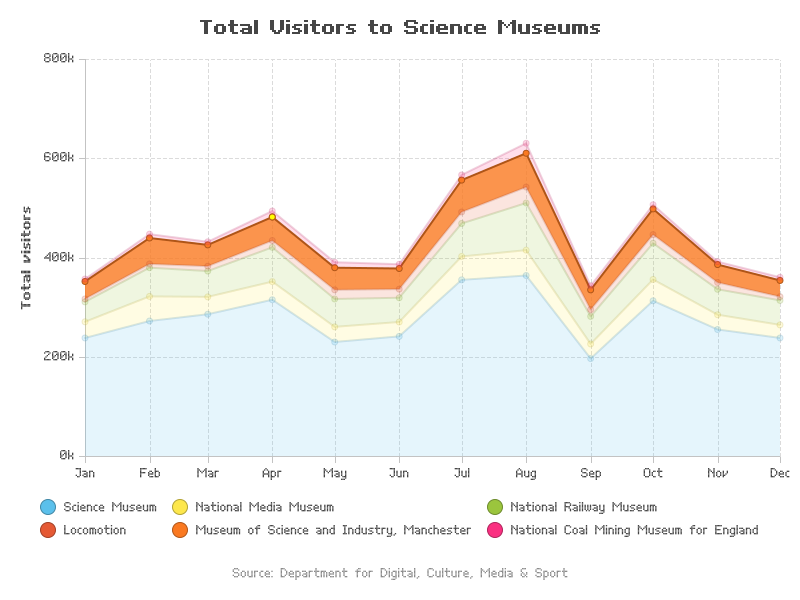 Total Visitors to Science Museums
800k
600k
400k
200k
0k
Total visitors
Jan Feb Mar Apr May Jun Jul Aug Sep Oct Nov Dec
Science Museum National Media Museum National Railway Museum
Locomotion Museum of Science and Industry, Manchester National Coal Mining Museum for England
Source: Department for Digital, Culture, Media & Sport